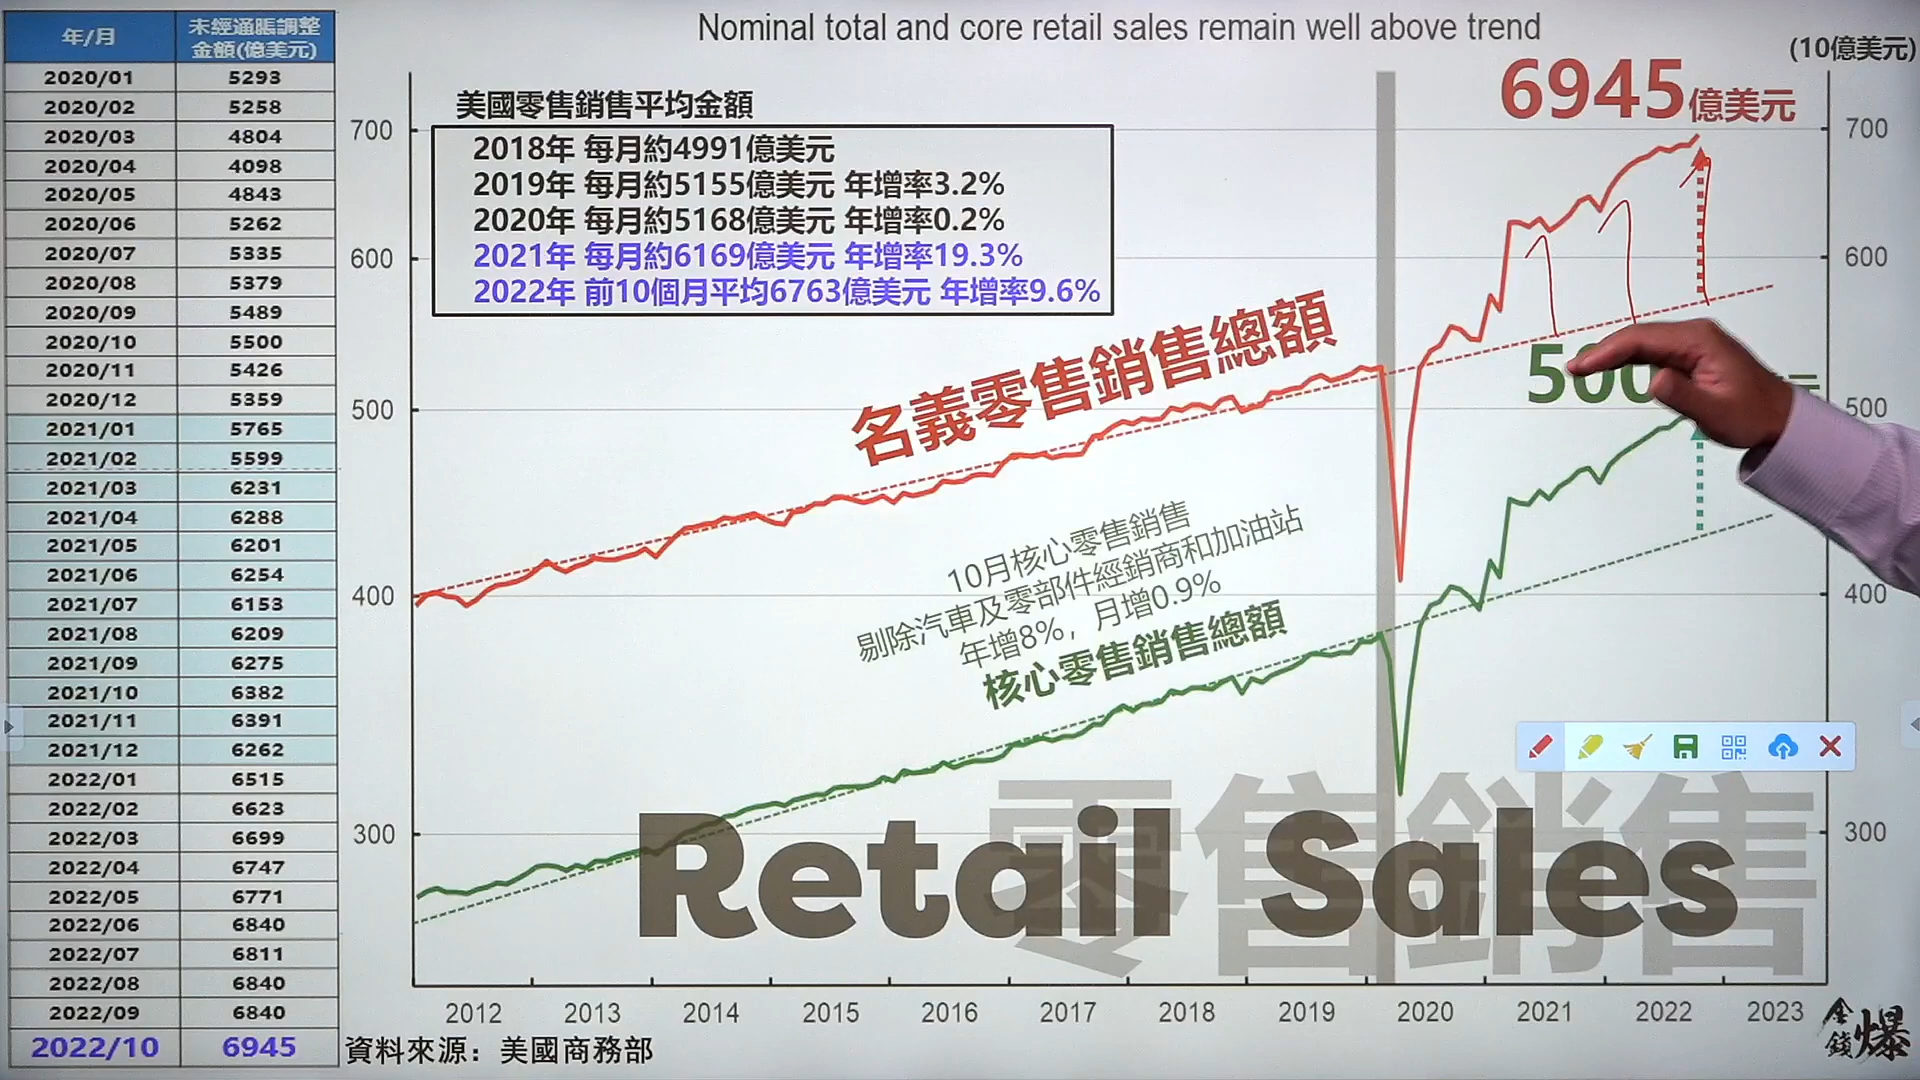 Nominal total and core retail sales remain well above trend
(10億美元)
年/月 未經通脹調整金額(億美元)
2020/01 5293
2020/02 5258
2020/03 4804
2020/04 4098
2020/05 4843
2020/06 5262
2020/07 5335
2020/08 5379
2020/09 5489
2020/10 5500
2020/11 5426
2020/12 5359
2021/01 5765
2021/02 5599
2021/03 6231
2021/04 6288
2021/05 6201
2021/06 6254
2021/07 6153
2021/08 6209
2021/09 6275
2021/10 6382
2021/11 6391
2021/12 6262
2022/01 6515
2022/02 6623
2022/03 6699
2022/04 6747
2022/05 6771
2022/06 6840
2022/07 6811
2022/08 6840
2022/09 6840
2022/10 6945
美國零售銷售平均金額
2018年 每月約4991億美元
2019年 每月約5155億美元 年增率3.2%
2020年 每月約5168億美元 年增率0.2%
2021年 每月約6169億美元 年增率19.3%
2022年 前10個月平均6763億美元 年增率9.6%
6945億美元
700
600
500
400
300
700
600
500
400
300
名義零售銷售總額
500
10月核心零售銷售
剔除汽車及零部件經銷商和加油站
年增8%，月增0.9%
核心零售銷售總額
零售銷售
Retail Sales
2012 2013 2014 2015 2016 2017 2018 2019 2020 2021 2022 2023
資料來源：美國商務部
金錢爆